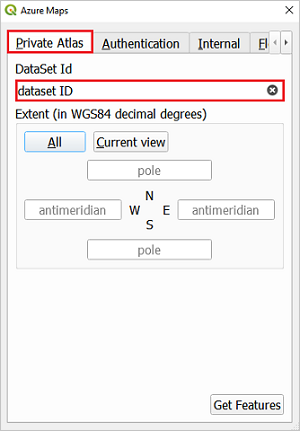 Azure Maps
Private Atlas Authentication Internal Fl
DataSet Id
dataset ID
Extent (in WGS84 decimal degrees)
All Current view
pole
N
antimeridian W E antimeridian
S
pole
Get Features